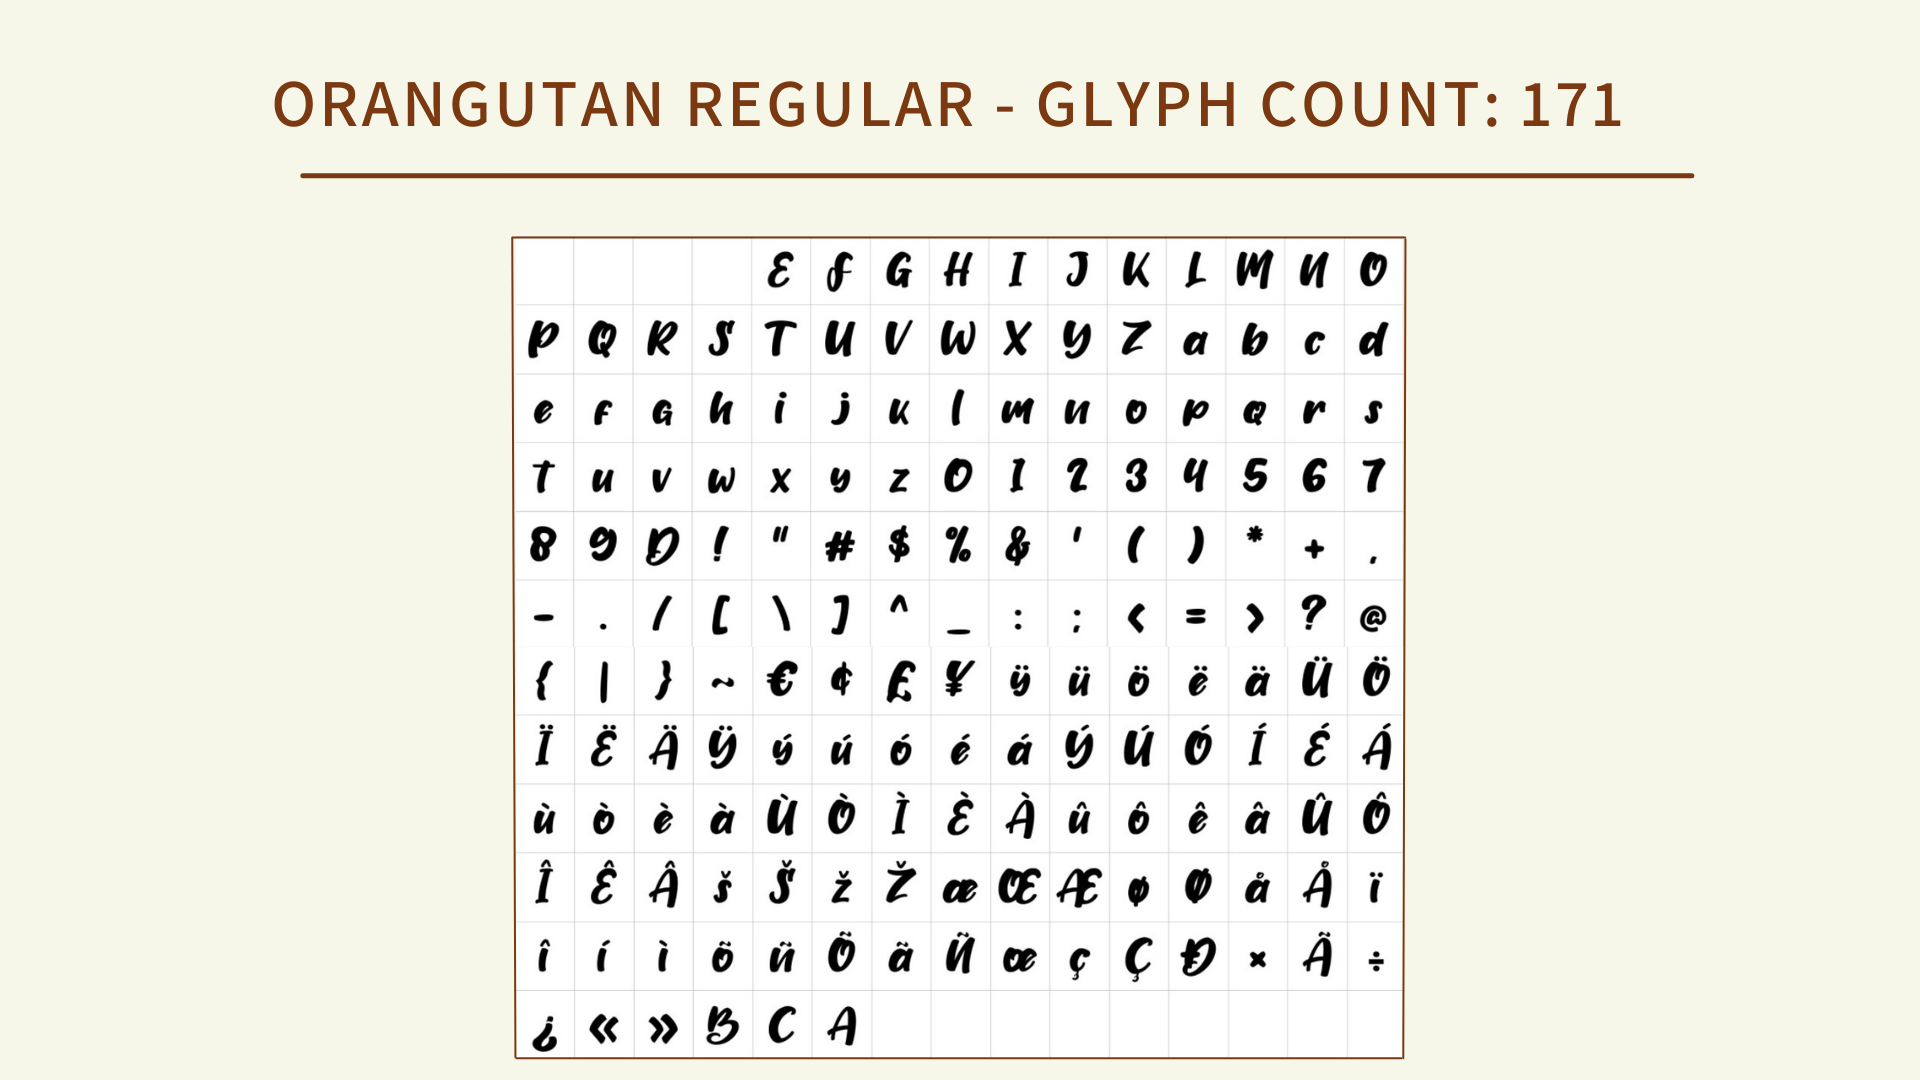 ORANGUTAN REGULAR - GLYPH COUNT: 171
E F G H I J K L M N O
P Q R S T U V W X Y Z a b c d
e f g h i j k l m n o p q r s
t u v w x y z 0 1 2 3 4 5 6 7
8 9 D ! " # $ % & ' ( ) * + ,
- . / [ \ ] ^ _ : ; < = > ? @
{ | } ~ € ¢ £ ¥ ÿ ü ö ë ä Ü Ö
Ï Ë Ä Ÿ ý ú ó é á Ý Ú Ó Í É Á
ù ò è à Ù Ò Ì È À û ô ê â Û Ô
Î Ê Â š Š ž Ž æ Œ Æ ø Ø å Å ï
î í ì õ ñ Õ ã Ñ œ ç Ç Ð × Ã ÷
¿ « » B C A